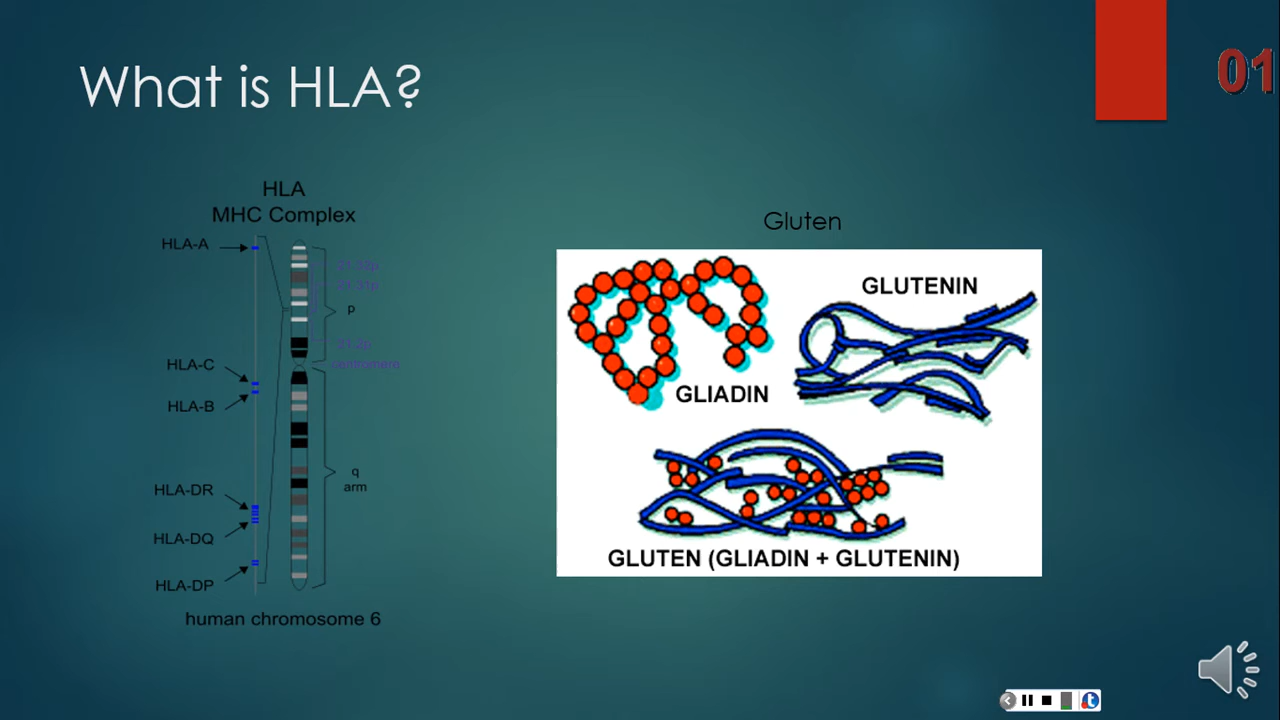 What is HLA?
01
HLA
MHC Complex
HLA-A
p
HLA-C
HLA-B
HLA-DR
HLA-DQ
HLA-DP
q
arm
human chromosome 6
Gluten
GLIADIN
GLUTENIN
GLUTEN (GLIADIN + GLUTENIN)